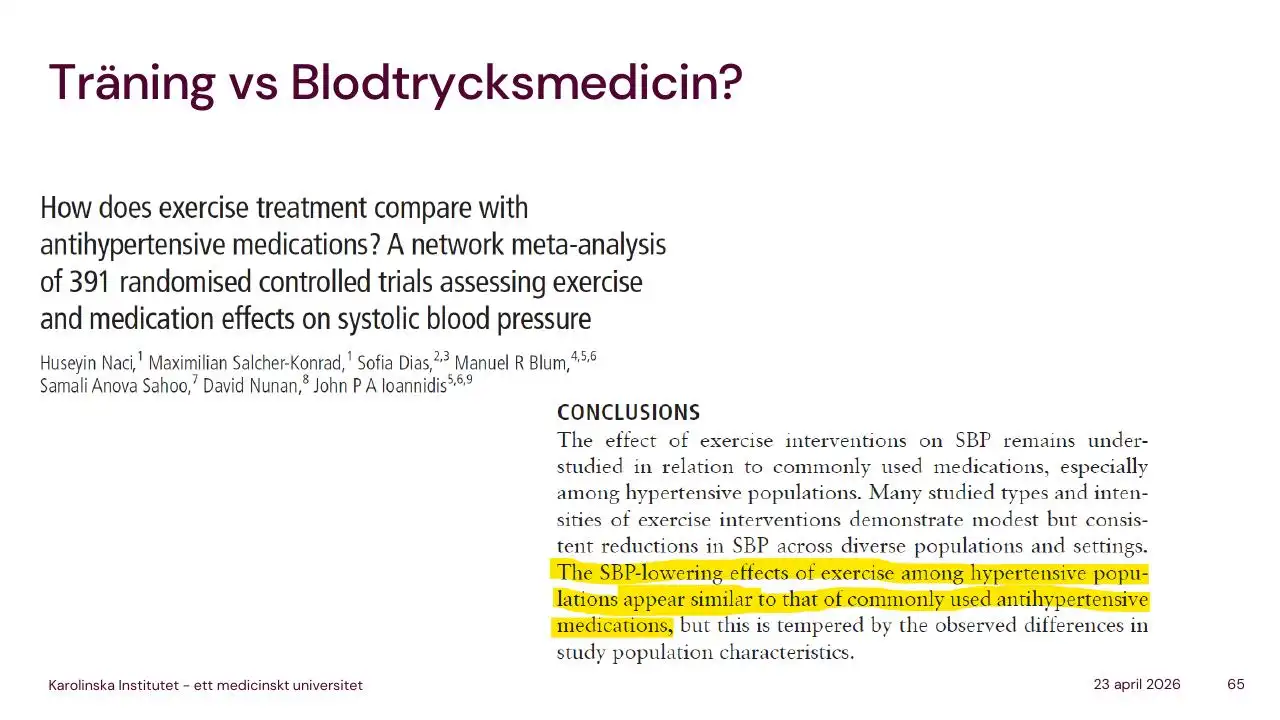 Träning vs Blodtrycksmedicin?
How does exercise treatment compare with
antihypertensive medications? A network meta-analysis
of 391 randomised controlled trials assessing exercise
and medication effects on systolic blood pressure
Huseyin Naci,1 Maximilian Salcher-Konrad,1 Sofia Dias,2,3 Manuel R Blum,4,5,6
Samali Anova Sahoo,7 David Nunan,8 John P A Ioannidis5,6,9
CONCLUSIONS
The effect of exercise interventions on SBP remains under-
studied in relation to commonly used medications, especially
among hypertensive populations. Many studied types and inten-
sities of exercise interventions demonstrate modest but consis-
tent reductions in SBP across diverse populations and settings.
The SBP-lowering effects of exercise among hypertensive popu-
lations appear similar to that of commonly used antihypertensive
medications, but this is tempered by the observed differences in
study population characteristics.
Karolinska Institutet - ett medicinskt universitet
23 april 2026
65